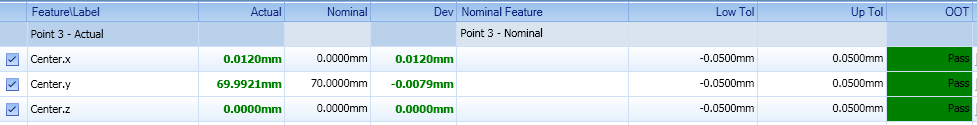 Feature\Label Actual Nominal Dev Nominal Feature Low Tol Up Tol OOT
Point 3 - Actual Point 3 - Nominal
Center.x 0.0120mm 0.0000mm 0.0120mm -0.0500mm 0.0500mm Pass
Center.y 69.9921mm 70.0000mm -0.0079mm -0.0500mm 0.0500mm Pass
Center.z 0.0000mm 0.0000mm 0.0000mm -0.0500mm 0.0500mm Pass